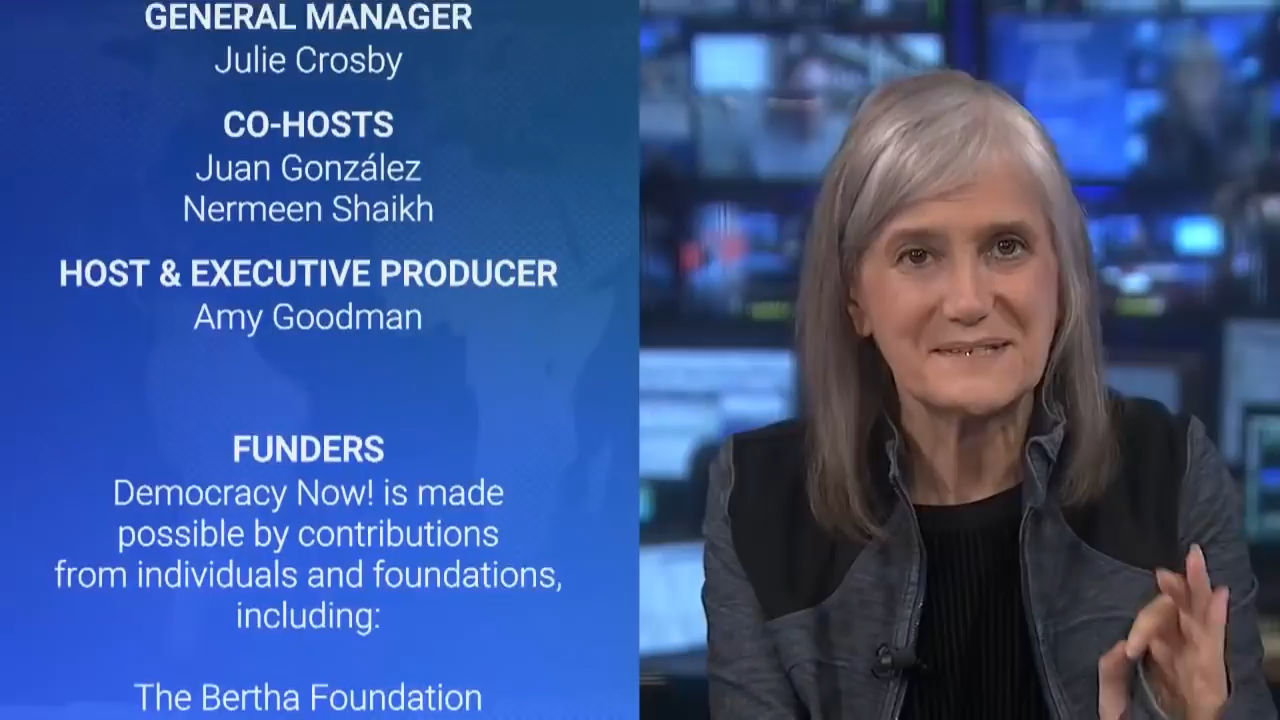 GENERAL MANAGER
Julie Crosby
CO-HOSTS
Juan González
Nermeen Shaikh
HOST & EXECUTIVE PRODUCER
Amy Goodman
FUNDERS
Democracy Now! is made
possible by contributions
from individuals and foundations,
including:
The Bertha Foundation